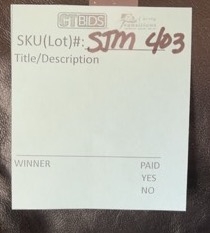 CTBIDS
SKU(Lot)#: SJM 403
Title/Description
WINNER PAID
YES
NO